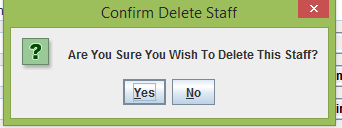 Confirm Delete Staff
Are You Sure You Wish To Delete This Staff?
Yes
No